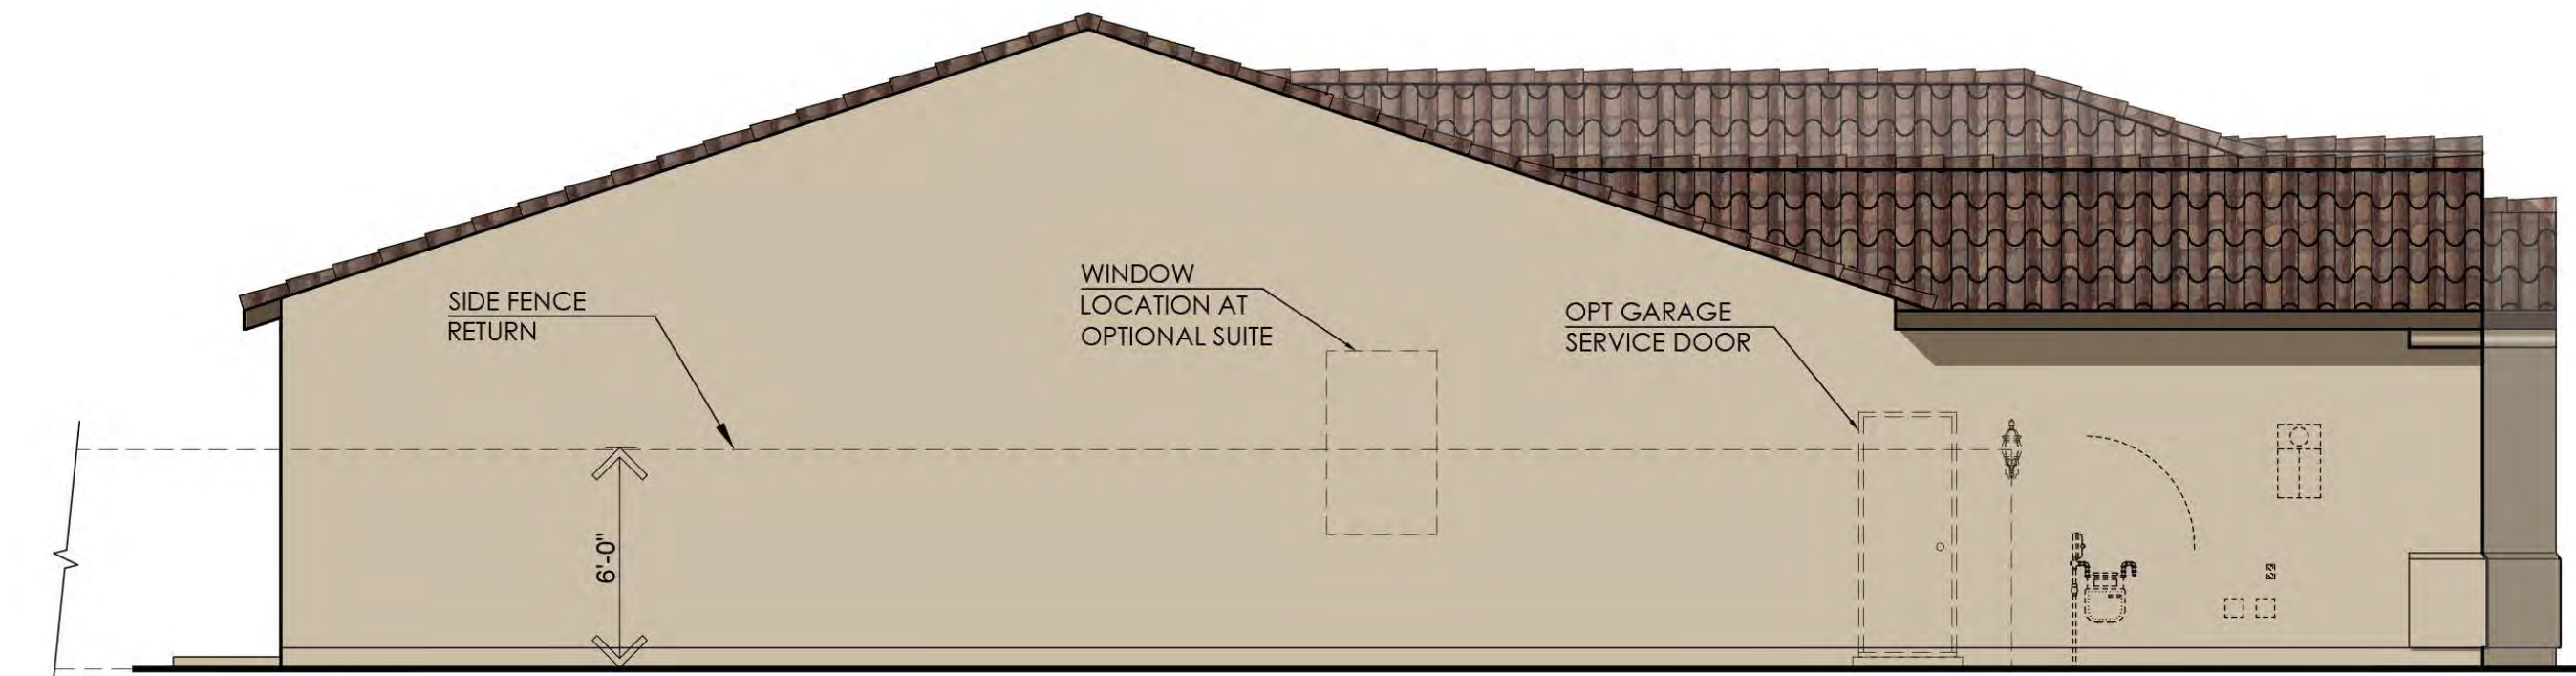 SIDE FENCE
RETURN
WINDOW
LOCATION AT
OPTIONAL SUITE
OPT GARAGE
SERVICE DOOR
6'-0"